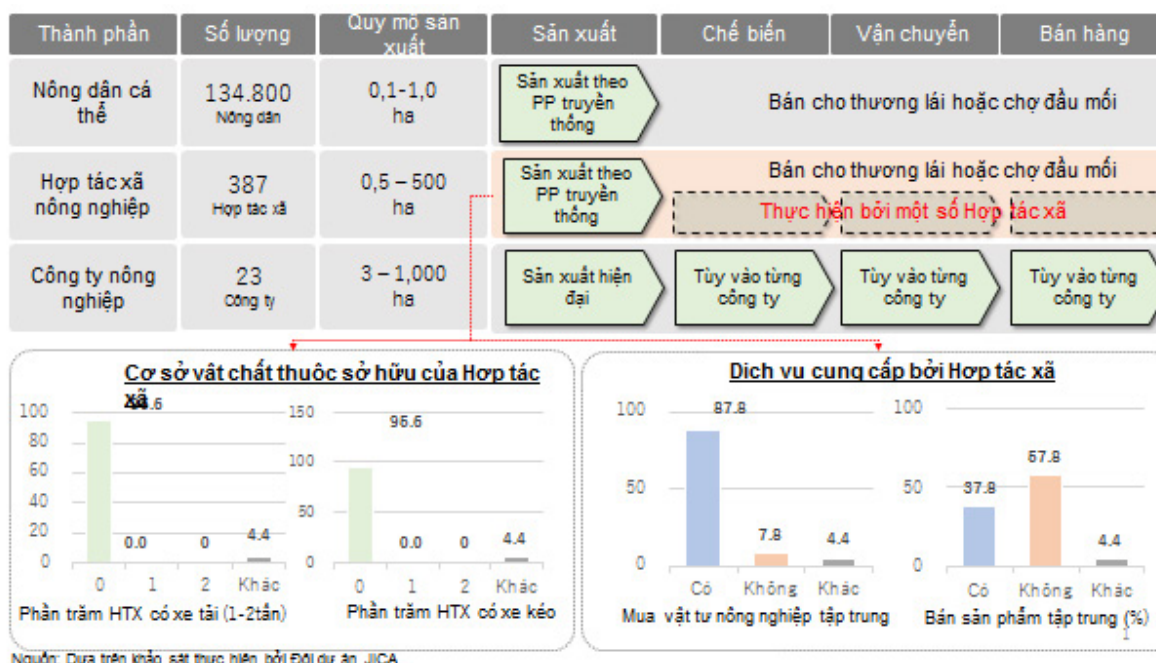 Thành phần
Số lượng
Quy mô sản
xuất
Sản xuất
Chế biến
Vận chuyển
Bán hàng
Nông dân cá
thể
134.800
Nông dân
0,1-1,0
ha
Sản xuất theo
PP truyền
thống
Bán cho thương lái hoặc chợ đầu mối
Hợp tác xã
nông nghiệp
387
Hợp tác xã
0,5 – 500
ha
Sản xuất theo
PP truyền
thống
Bán cho thương lái hoặc chợ đầu mối
Thực hiện bởi một số Hợp tác xã
Công ty nông
nghiệp
23
Công ty
3 – 1,000
ha
Sản xuất hiện
đại
Tùy vào từng
công ty
Tùy vào từng
công ty
Tùy vào từng
công ty
Cơ sở vật chất thuộc sở hữu của Hợp tác
xã
100
80
60
40
20
0
0.0
0
4.4
0
1
2
Khác
Phần trăm HTX có xe tải (1-2tấn)
150
100
50
0
95.6
0.0
0
4.4
0
1
2
Khác
Phần trăm HTX có xe kéo
Dịch vụ cung cấp bởi Hợp tác xã
100
50
0
87.8
7.8
4.4
Có
Không
Khác
Mua vật tư nông nghiệp tập trung
100
50
0
37.8
57.8
4.4
Có
Không
Khác
Bán sản phẩm tập trung (%)
1
Nguồn: Dựa trên khảo sát thực hiện bởi Đội dự án JICA